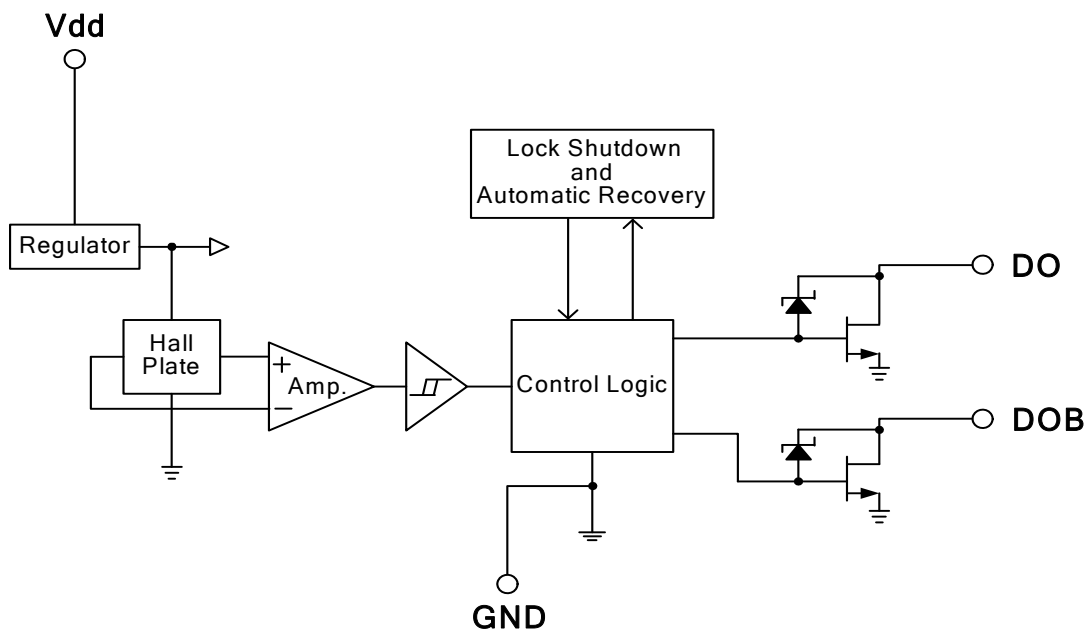 Vdd
Lock Shutdown
and
Automatic Recovery
Regulator
DO
Hall
Plate
+
Amp.
−
Control Logic
DOB
GND